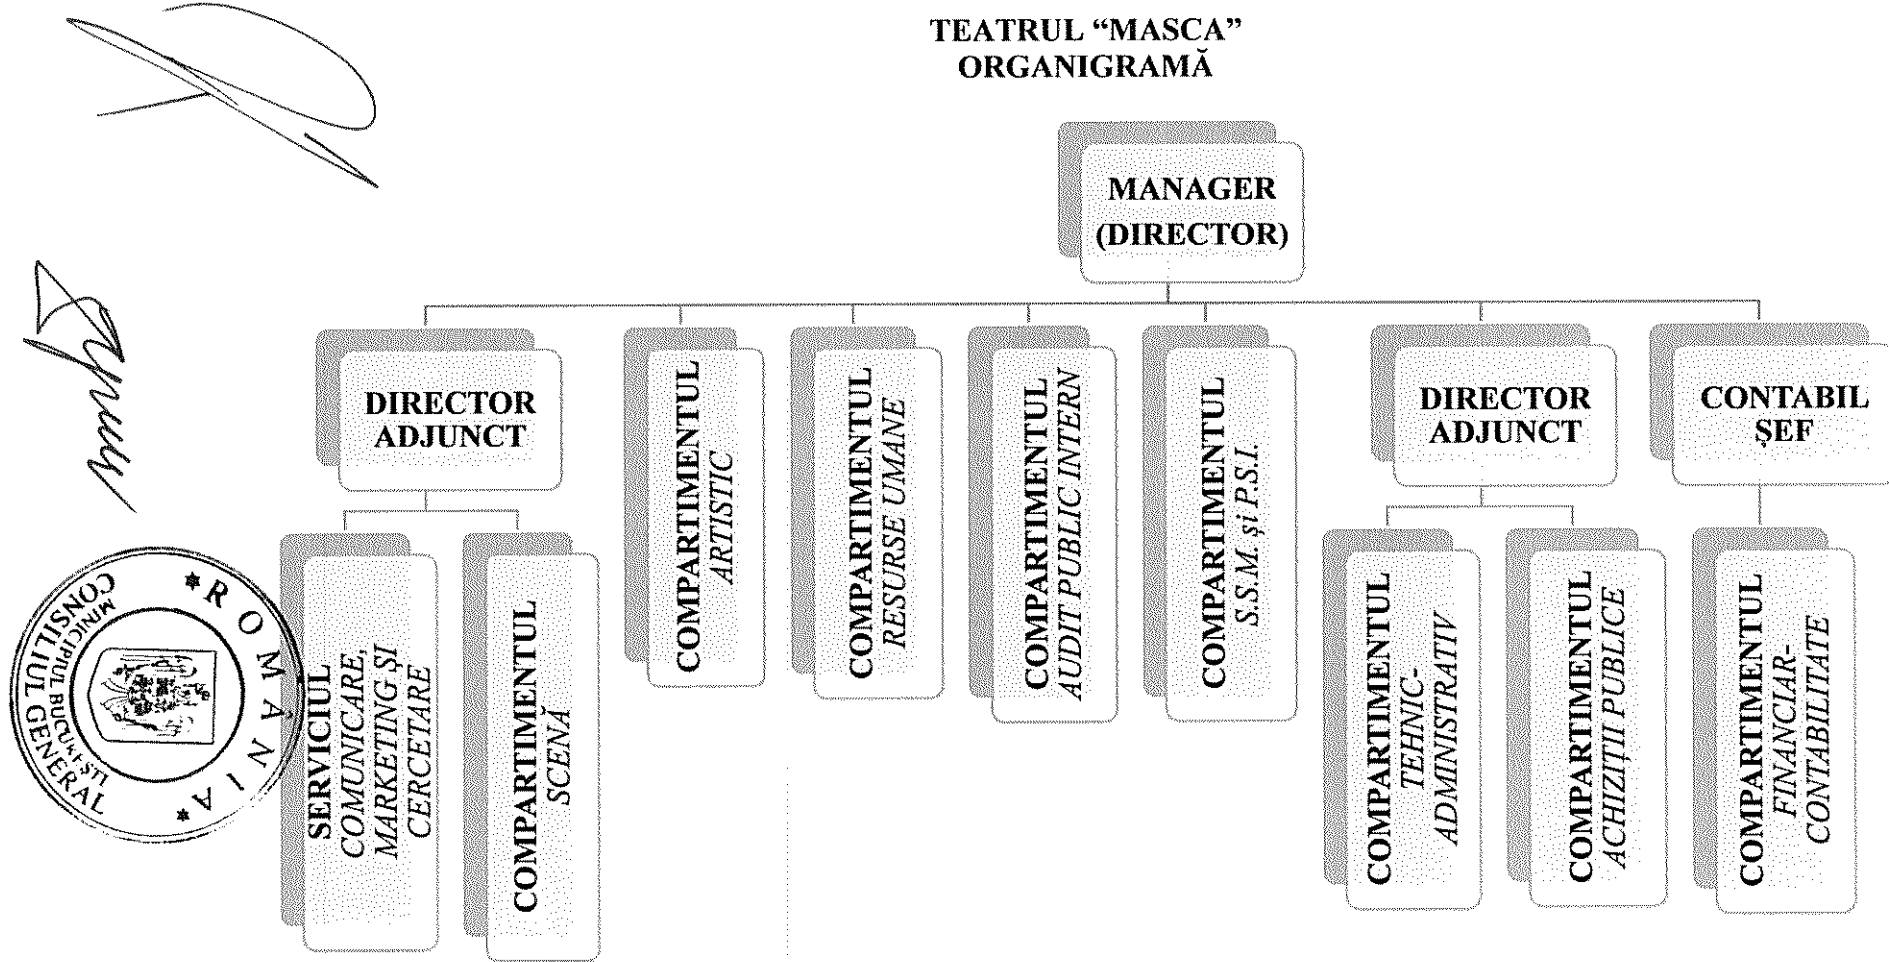 TEATRUL “MASCA”
ORGANIGRAMĂ
MANAGER
(DIRECTOR)
DIRECTOR
ADJUNCT
COMPARTIMENTUL
ARTISTIC
COMPARTIMENTUL
RESURSE UMANE
COMPARTIMENTUL
AUDIT PUBLIC INTERN
COMPARTIMENTUL
S.S.M. și P.S.I.
DIRECTOR
ADJUNCT
CONTABIL
ȘEF
SERVICIUL
COMUNICARE,
MARKETING ȘI
CERCETARE
COMPARTIMENTUL
SCENĂ
COMPARTIMENTUL
TEHNIC-
ADMINISTRATIV
COMPARTIMENTUL
ACHIZIȚII PUBLICE
COMPARTIMENTUL
FINANCIAR-
CONTABILITATE
* ROMÂNIA *
CONSILIUL GENERAL
MUNICIPIUL BUCUREȘTI